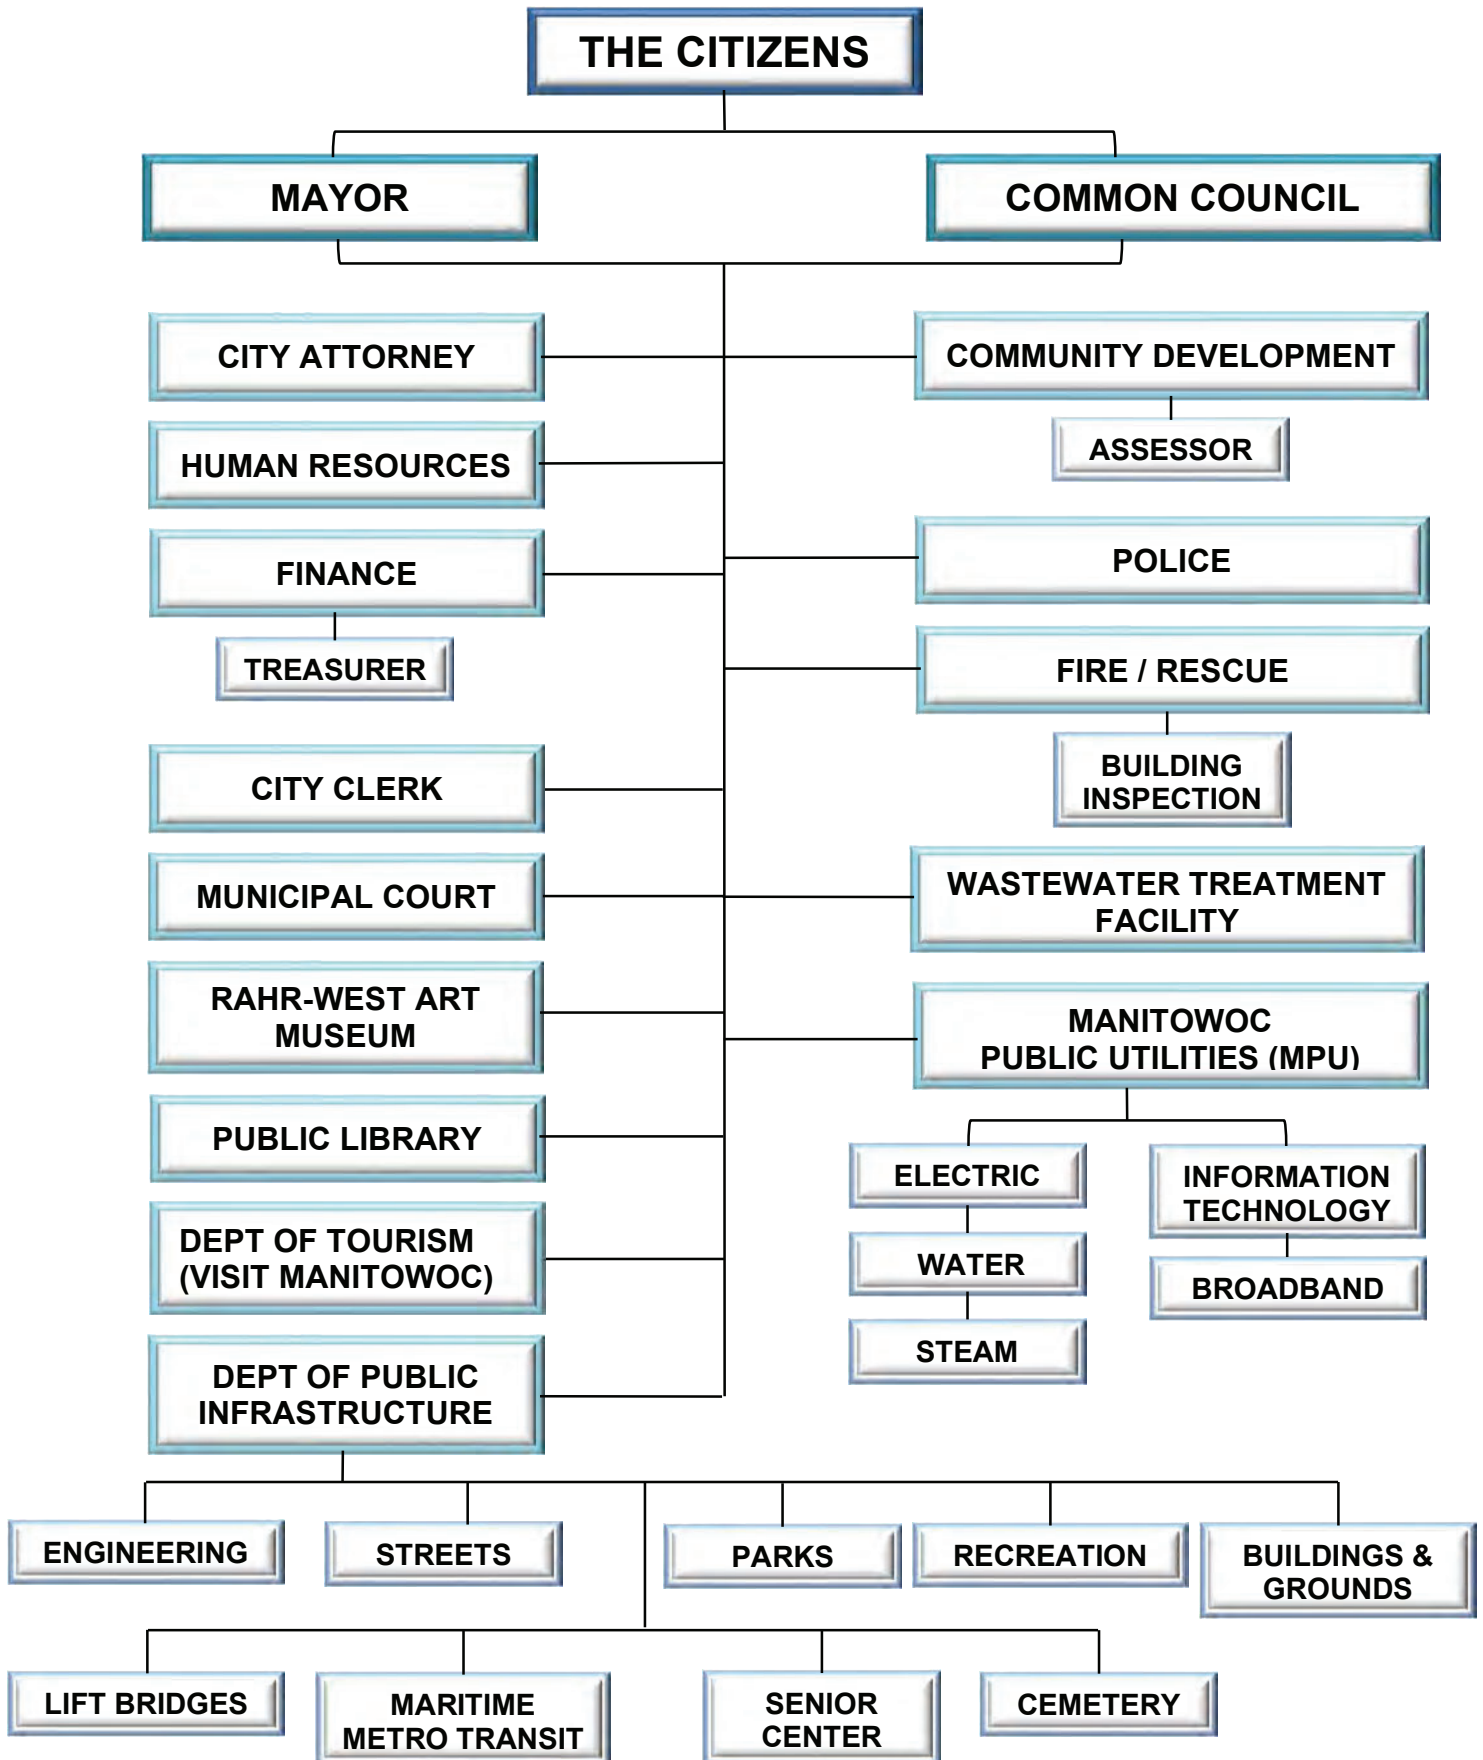 THE CITIZENS
MAYOR
COMMON COUNCIL
CITY ATTORNEY
COMMUNITY DEVELOPMENT
ASSESSOR
HUMAN RESOURCES
FINANCE
TREASURER
POLICE
FIRE / RESCUE
BUILDING
INSPECTION
CITY CLERK
MUNICIPAL COURT
WASTEWATER TREATMENT
FACILITY
RAHR-WEST ART
MUSEUM
MANITOWOC
PUBLIC UTILITIES (MPU)
PUBLIC LIBRARY
ELECTRIC
INFORMATION
TECHNOLOGY
DEPT OF TOURISM
(VISIT MANITOWOC)
WATER
BROADBAND
STEAM
DEPT OF PUBLIC
INFRASTRUCTURE
ENGINEERING
STREETS
PARKS
RECREATION
BUILDINGS &
GROUNDS
LIFT BRIDGES
MARITIME
METRO TRANSIT
SENIOR
CENTER
CEMETERY